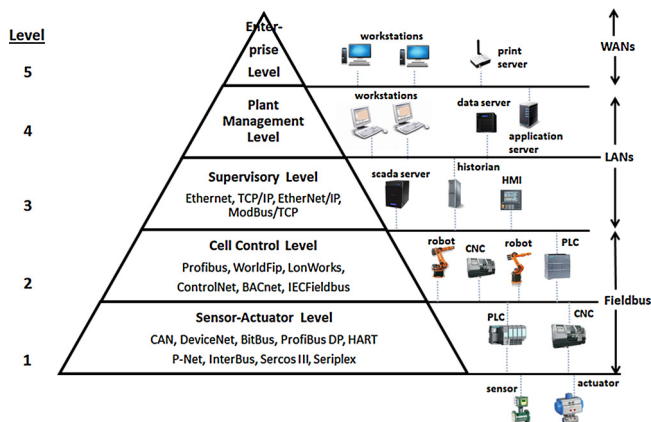 Level
5
4
3
2
1
Enter-
prise
Level
Plant
Management
Level
Supervisory Level
Ethernet, TCP/IP, EtherNet/IP,
ModBus/TCP
Cell Control Level
Profibus, WorldFip, LonWorks,
ControlNet, BACnet, IECFieldbus
Sensor-Actuator Level
CAN, DeviceNet, BitBus, ProfiBus DP, HART
P-Net, InterBus, Sercos III, Seriplex
workstations
print
server
workstations
data server
application
server
scada server
historian
HMI
robot
CNC
robot
PLC
PLC
CNC
sensor
actuator
WANs
LANs
Fieldbus